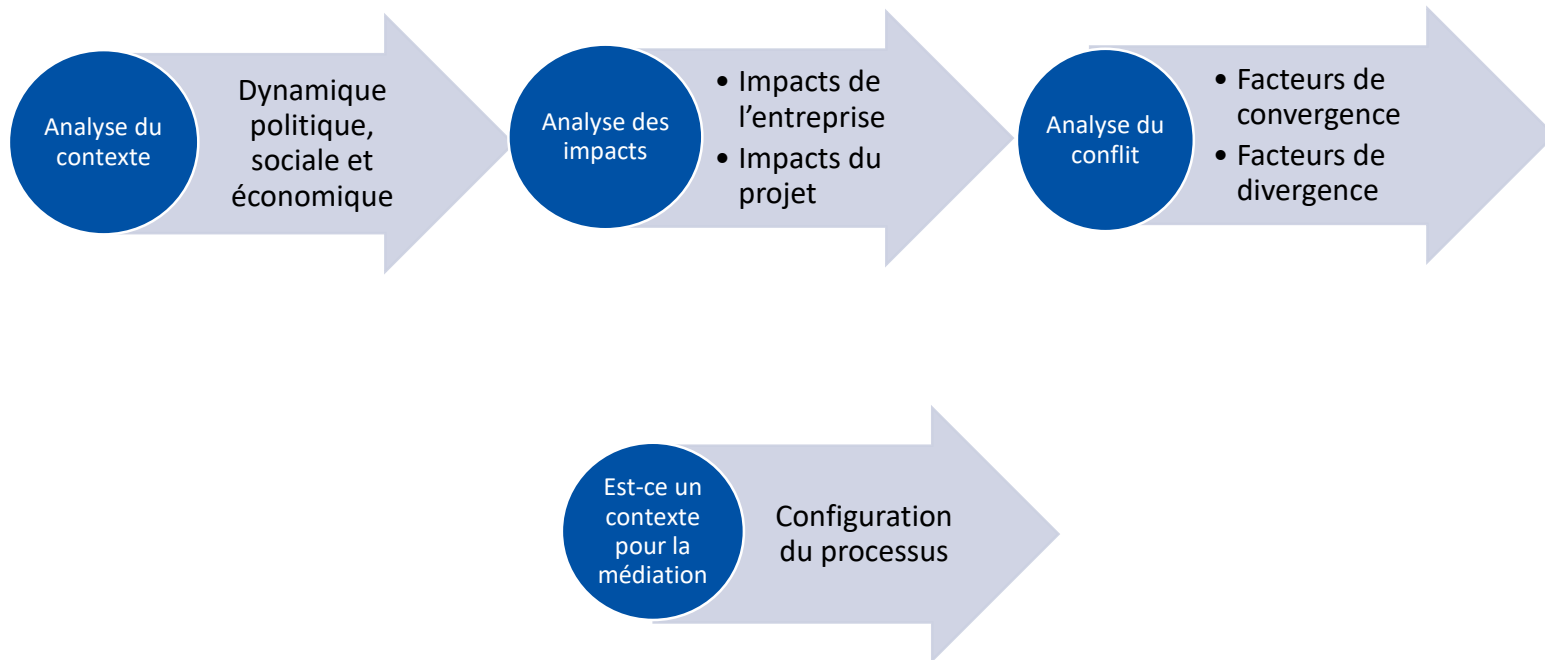 Analyse du
contexte
Dynamique
politique,
sociale et
économique
Analyse des
impacts
• Impacts de
l’entreprise
• Impacts du
projet
Analyse du
conflit
• Facteurs de
convergence
• Facteurs de
divergence
Est-ce un
contexte
pour la
médiation
Configuration
du processus